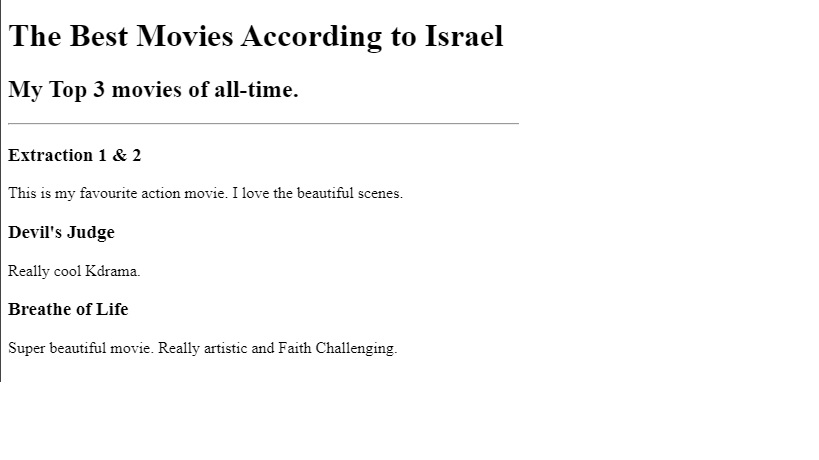 The Best Movies According to Israel
My Top 3 movies of all-time.
Extraction 1 & 2
This is my favourite action movie. I love the beautiful scenes.
Devil's Judge
Really cool Kdrama.
Breathe of Life
Super beautiful movie. Really artistic and Faith Challenging.